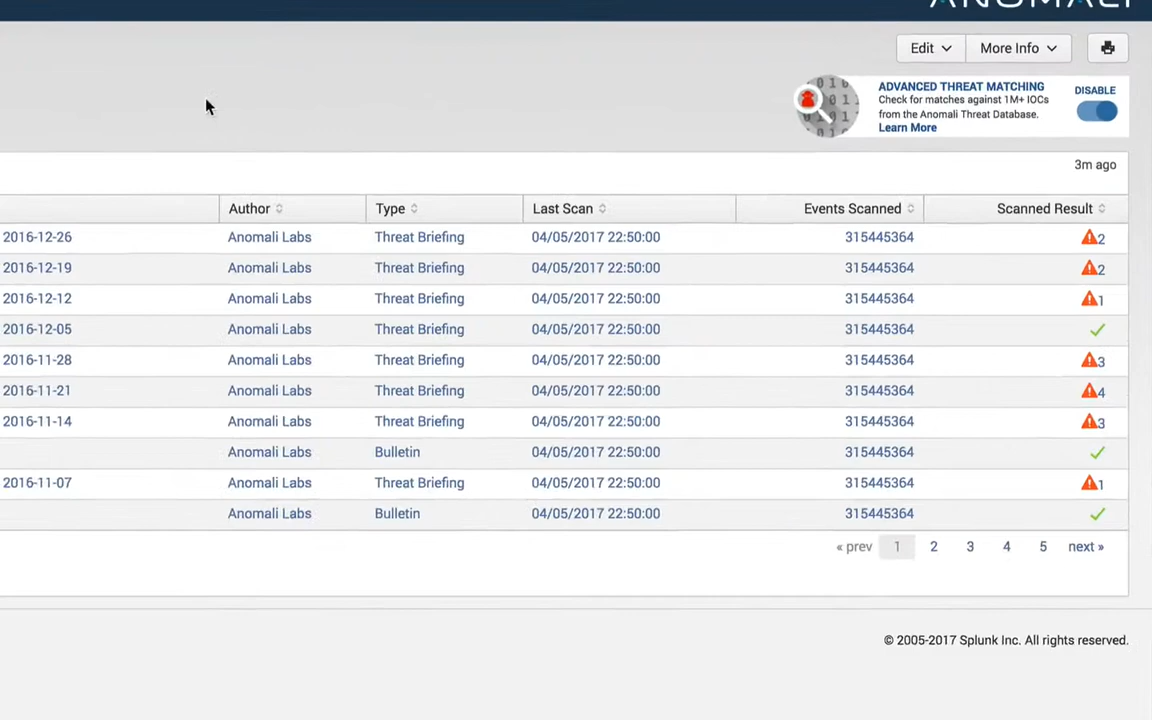 ANOMALI
Edit More Info
ADVANCED THREAT MATCHING DISABLE
Check for matches against 1M+ IOCs
from the Anomali Threat Database.
Learn More
3m ago
Author Type Last Scan Events Scanned Scanned Result
2016-12-26 Anomali Labs Threat Briefing 04/05/2017 22:50:00 315445364 2
2016-12-19 Anomali Labs Threat Briefing 04/05/2017 22:50:00 315445364 2
2016-12-12 Anomali Labs Threat Briefing 04/05/2017 22:50:00 315445364 1
2016-12-05 Anomali Labs Threat Briefing 04/05/2017 22:50:00 315445364
2016-11-28 Anomali Labs Threat Briefing 04/05/2017 22:50:00 315445364 3
2016-11-21 Anomali Labs Threat Briefing 04/05/2017 22:50:00 315445364 4
2016-11-14 Anomali Labs Threat Briefing 04/05/2017 22:50:00 315445364 3
Anomali Labs Bulletin 04/05/2017 22:50:00 315445364
2016-11-07 Anomali Labs Threat Briefing 04/05/2017 22:50:00 315445364 1
Anomali Labs Bulletin 04/05/2017 22:50:00 315445364
« prev 1 2 3 4 5 next »
© 2005-2017 Splunk Inc. All rights reserved.